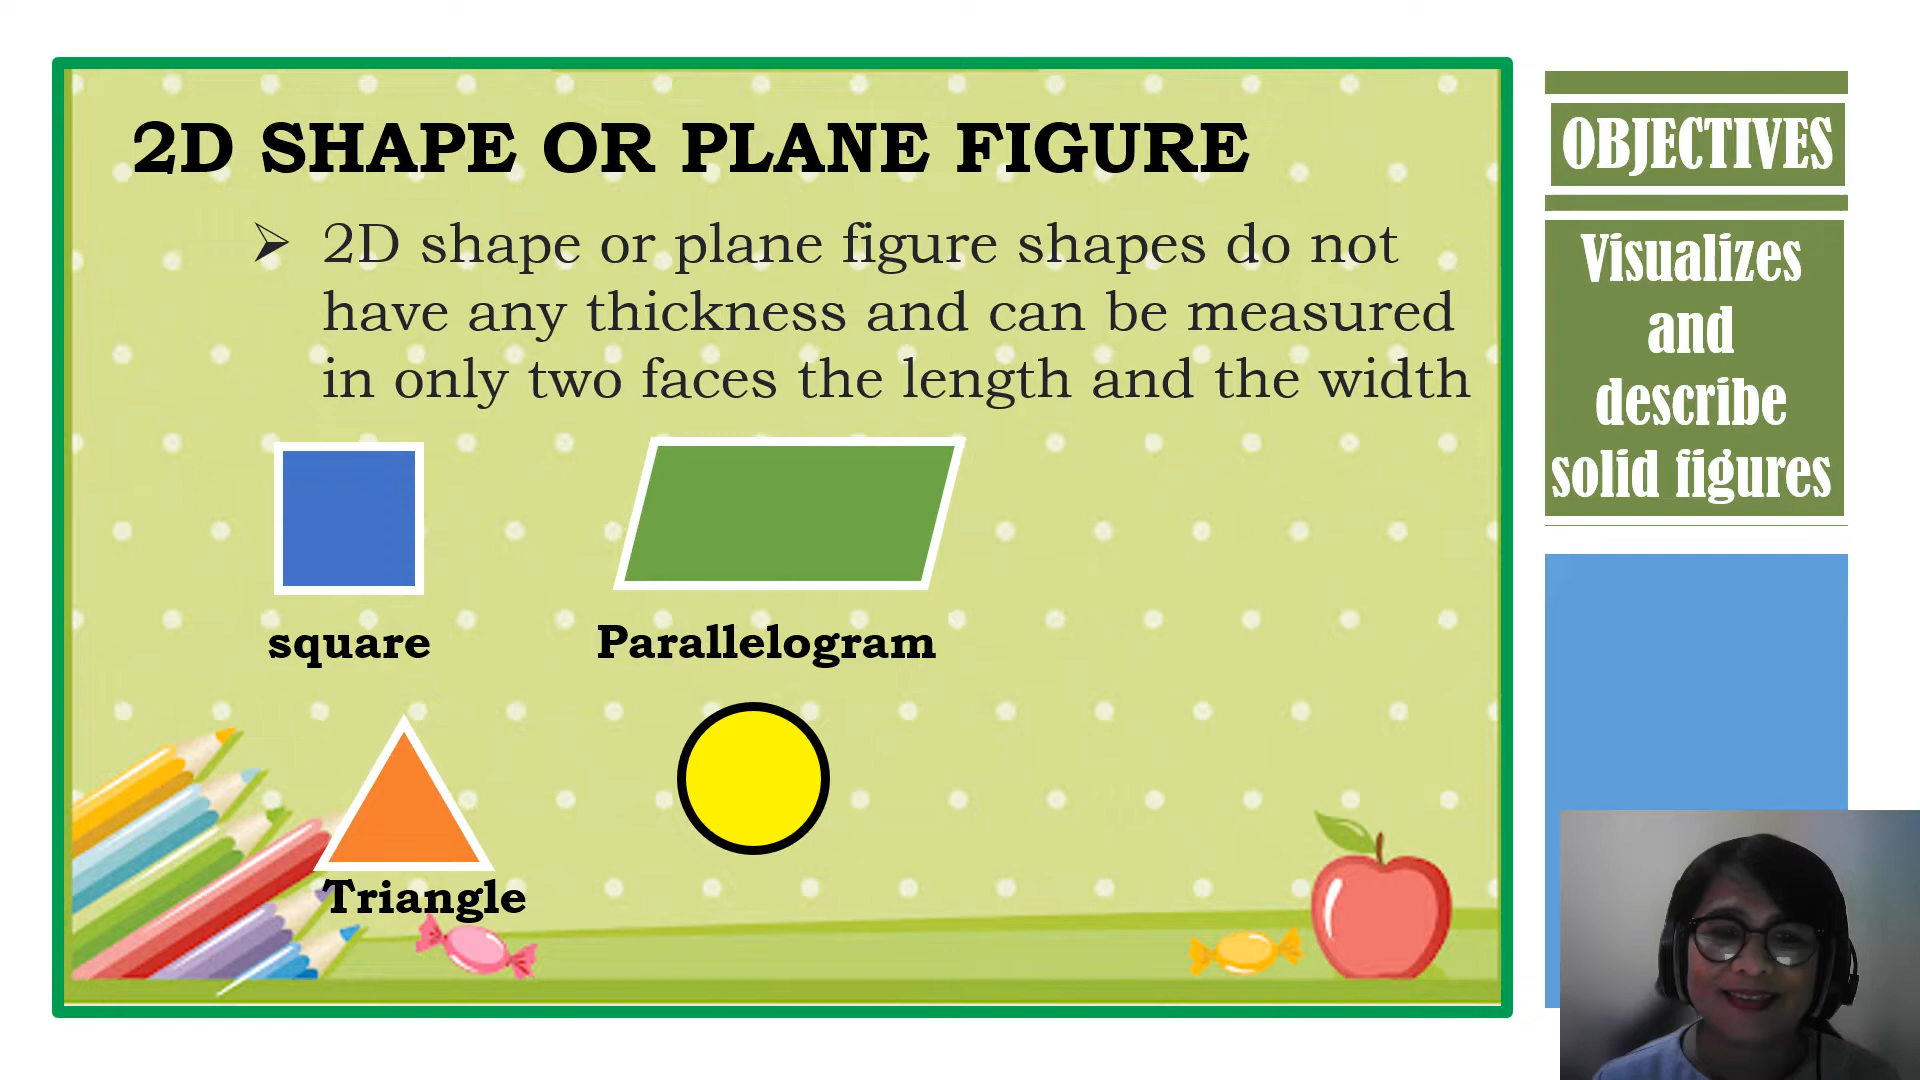 2D SHAPE OR PLANE FIGURE
2D shape or plane figure shapes do not
have any thickness and can be measured
in only two faces the length and the width
square
Parallelogram
Triangle
OBJECTIVES
Visualizes
and
describe
solid figures